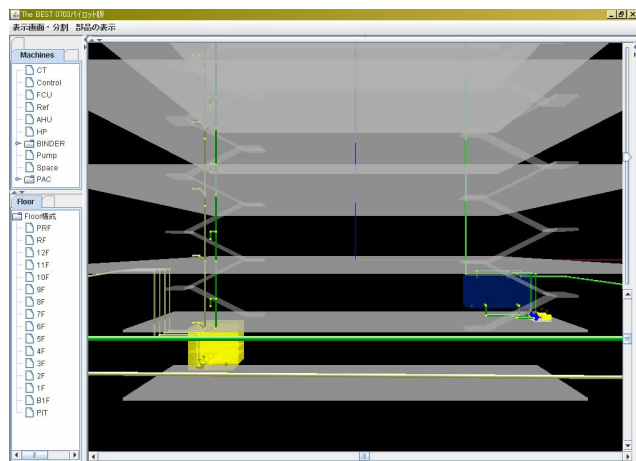 The BEST 0703パイロット版
表示画面・分割 部品の表示
Machines
CT
Control
FCU
Ref
AHU
HP
BINDER
Pump
Space
PAC
Floor
Floor構成
PRF
RF
12F
11F
10F
9F
8F
7F
6F
5F
4F
3F
2F
1F
B1F
PIT